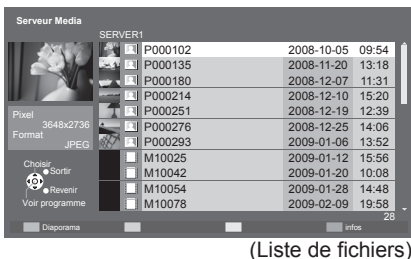 Serveur Media
SERVER1
P000102 2008-10-05 09:54
P000135 2008-11-20 13:18
P000180 2008-12-07 11:31
P000214 2008-12-10 15:20
P000251 2008-12-19 12:39
P000276 2008-12-25 14:06
P000293 2009-01-06 13:52
M10025 2009-01-12 15:56
M10042 2009-01-20 10:08
M10054 2009-01-28 14:48
M10078 2009-02-09 19:58
28
Pixel
3648x2736
Format
JPEG
Choisir
Sortir
Revenir
Voir programme
Diaporama
infos
(Liste de fichiers)